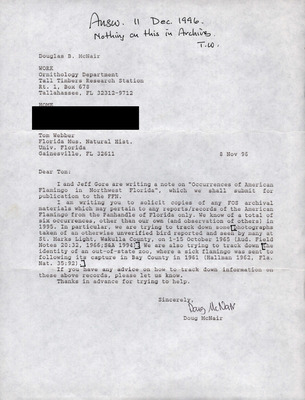 Answ. 11 Dec. 1996.
Nothing on this in Archive.
T.W.
Douglas B. McNair
WORK
Ornithology Department
Tall Timbers Research Station
Rt. 1, Box 678
Tallahassee, FL 32312-9712
HOME
Tom Webber
Florida Mus. Natural Hist.
Univ. Florida
Gainesville, FL 32611
8 Nov 96
Dear Tom:
I and Jeff Gore are writing a note on "Occurrences of American
Flamingo in Northwest Florida", which we shall submit for
publication to the FFN.
I am writing you to solicit copies of any FOS archival
materials which may pertain to any reports/records of the American
Flamingo from the Panhandle of Florida only. We know of a total of
six occurrences, other than our own (and observation of others) in
1995. In particular, we are trying to track down some photographs
taken of an otherwise unverified bird reported and seen by many at
St. Marks Light, Wakulla County, on 1-15 October 1965 (Aud. Field
Notes 20:32, 1966; S&A 1994). We are also trying to track down the
identity of an out-of-state zoo, where a sick flamingo was sent to
following its capture in Bay County in 1961 (Hallman 1962, Fla.
35:92).
If you have any advice on how to track down information on
these above records, please let us know.
Thanks in advance for trying to help.
Sincerely,
Doug McNair
Doug McNair